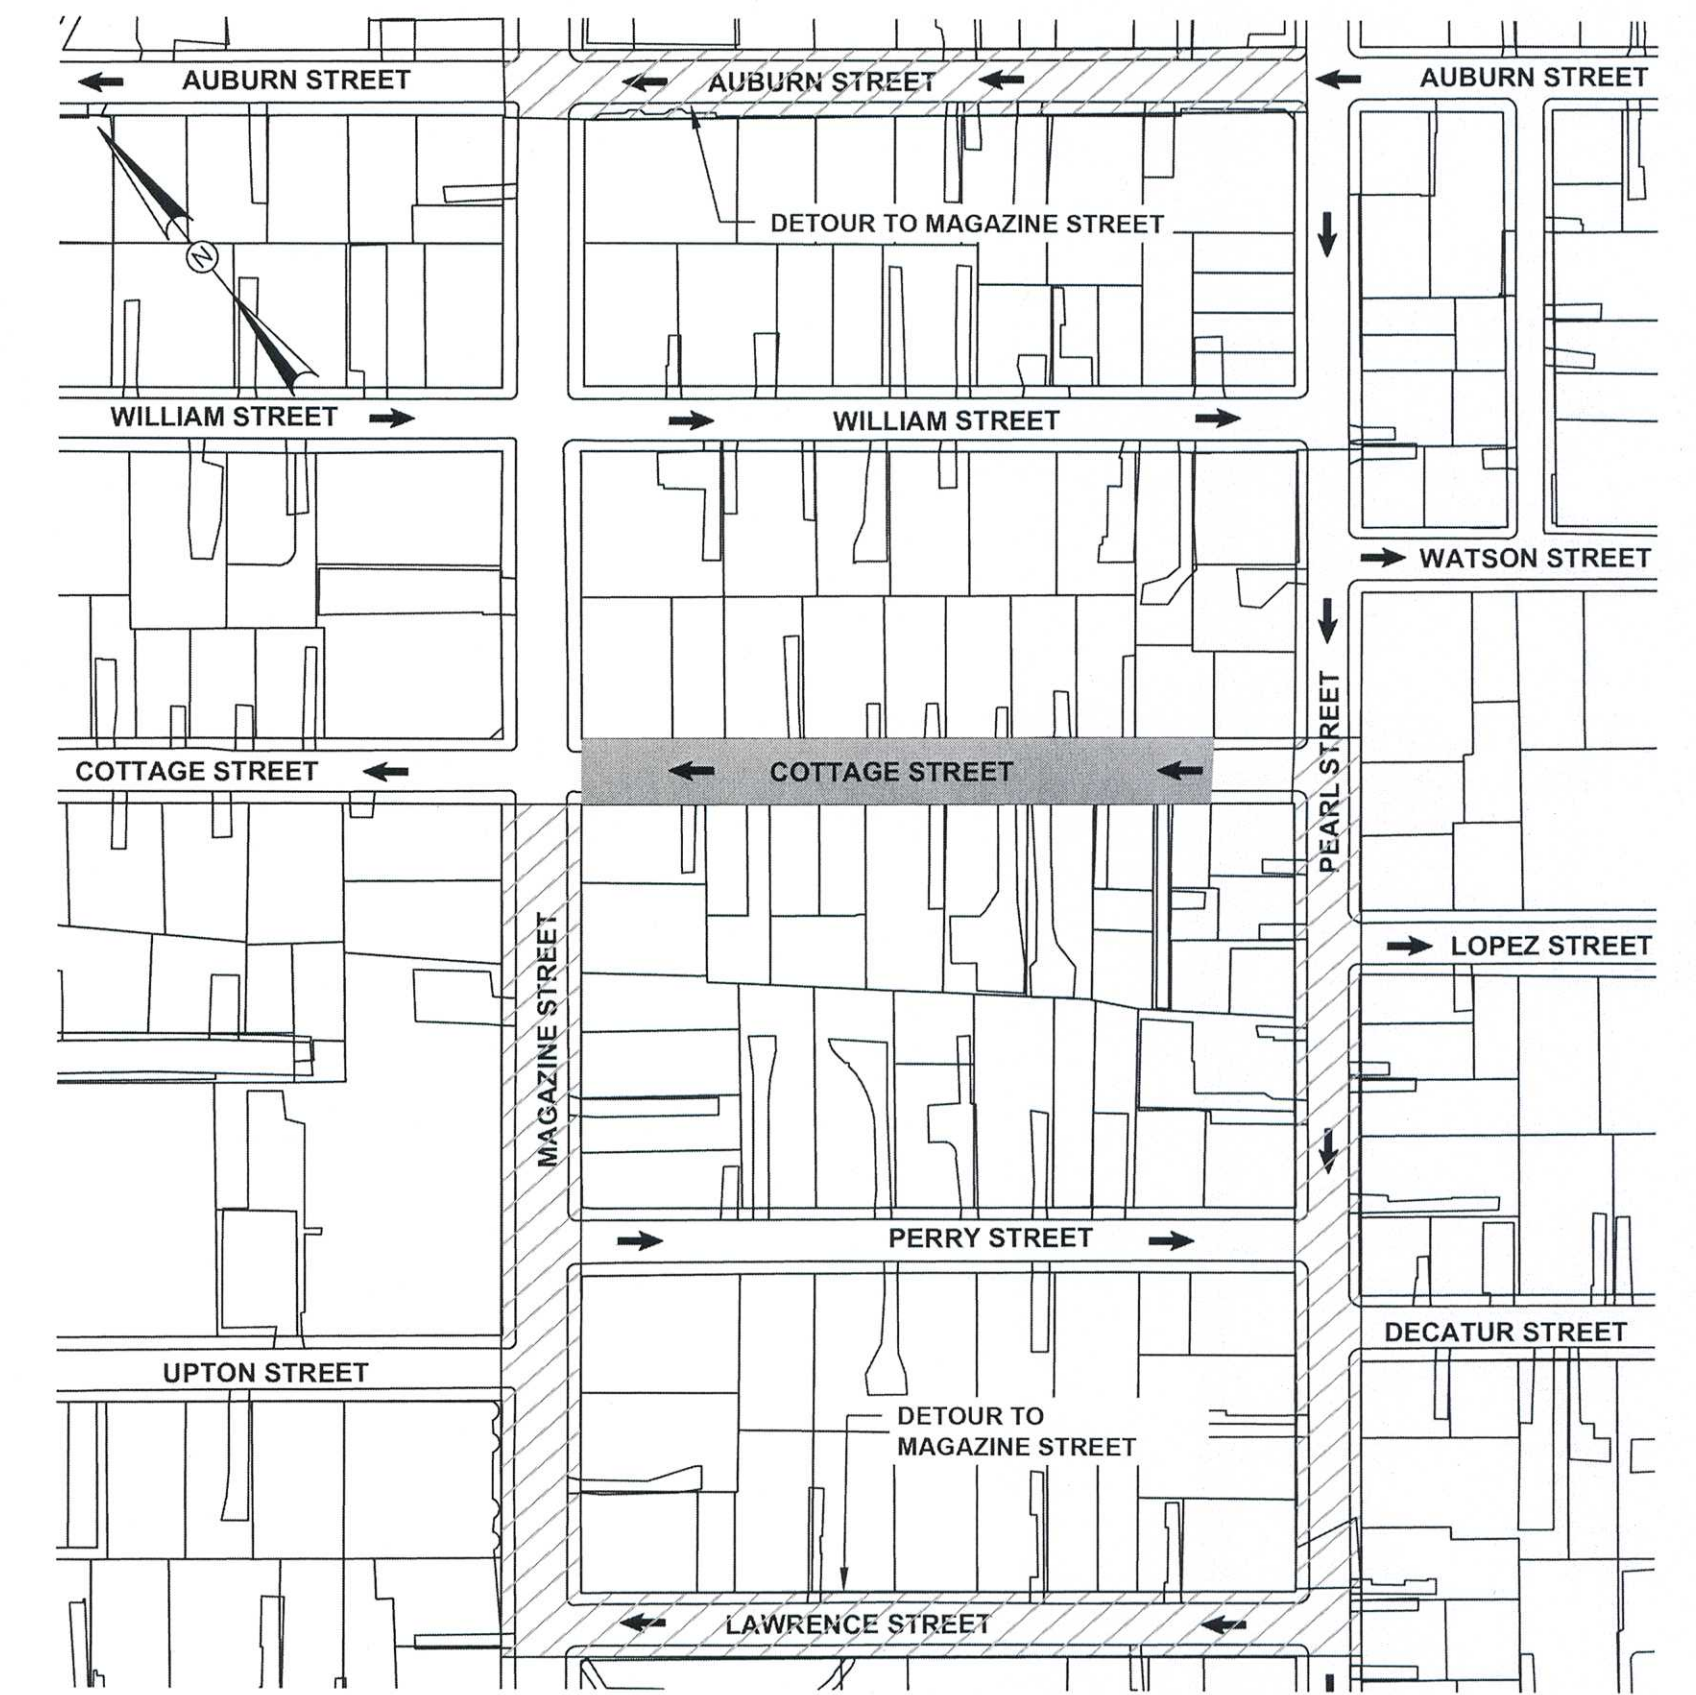 AUBURN STREET
AUBURN STREET
AUBURN STREET
DETOUR TO MAGAZINE STREET
N
WILLIAM STREET
WILLIAM STREET
WATSON STREET
PEARL STREET
COTTAGE STREET
COTTAGE STREET
LOPEZ STREET
MAGAZINE STREET
PERRY STREET
DECATUR STREET
UPTON STREET
DETOUR TO
MAGAZINE STREET
LAWRENCE STREET